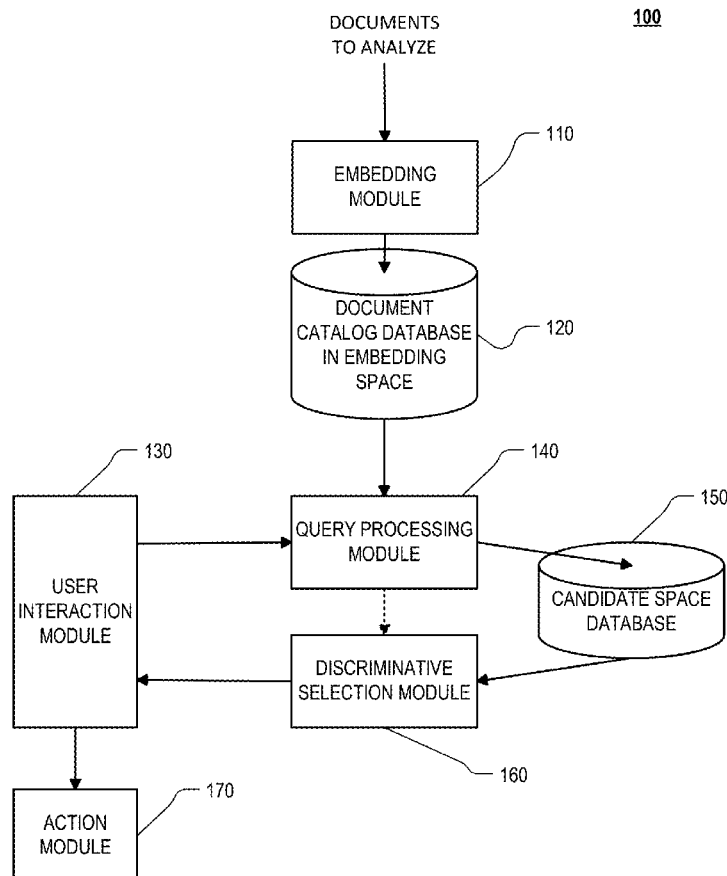 DOCUMENTS
TO ANALYZE
100
110
EMBEDDING
MODULE
DOCUMENT
CATALOG DATABASE
IN EMBEDDING
SPACE
120
130
140
150
QUERY PROCESSING
MODULE
USER
INTERACTION
MODULE
CANDIDATE SPACE
DATABASE
DISCRIMINATIVE
SELECTION MODULE
160
170
ACTION
MODULE